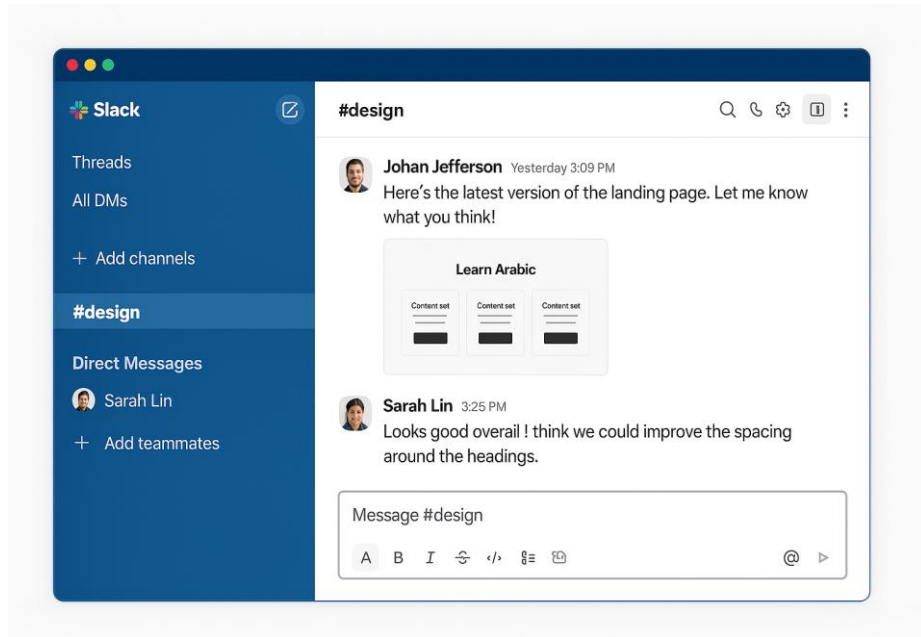 Slack
Threads
All DMs
+ Add channels
#design
Direct Messages
Sarah Lin
+ Add teammates
#design
Johan Jefferson Yesterday 3:09 PM
Here’s the latest version of the landing page. Let me know
what you think!
Learn Arabic
Content set Content set Content set
Sarah Lin 3:25 PM
Looks good overail ! think we could improve the spacing
around the headings.
Message #design
A B I S </> @